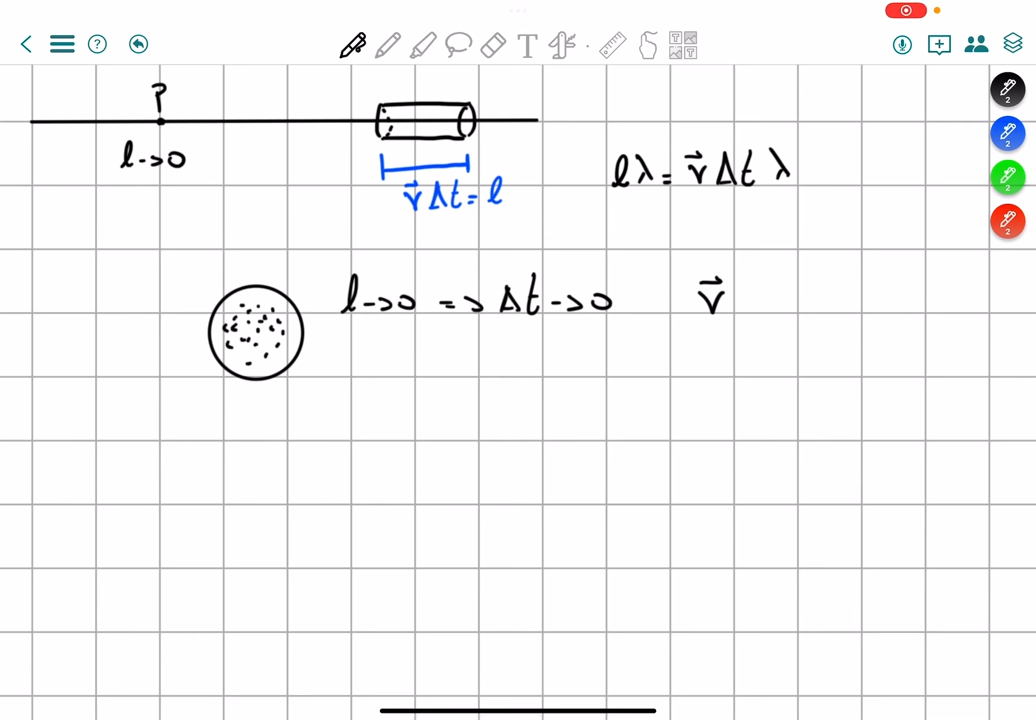 P
l->0
v⃗ Δt = l
lλ = v⃗ Δt λ
l->0 => Δt->0 v⃗